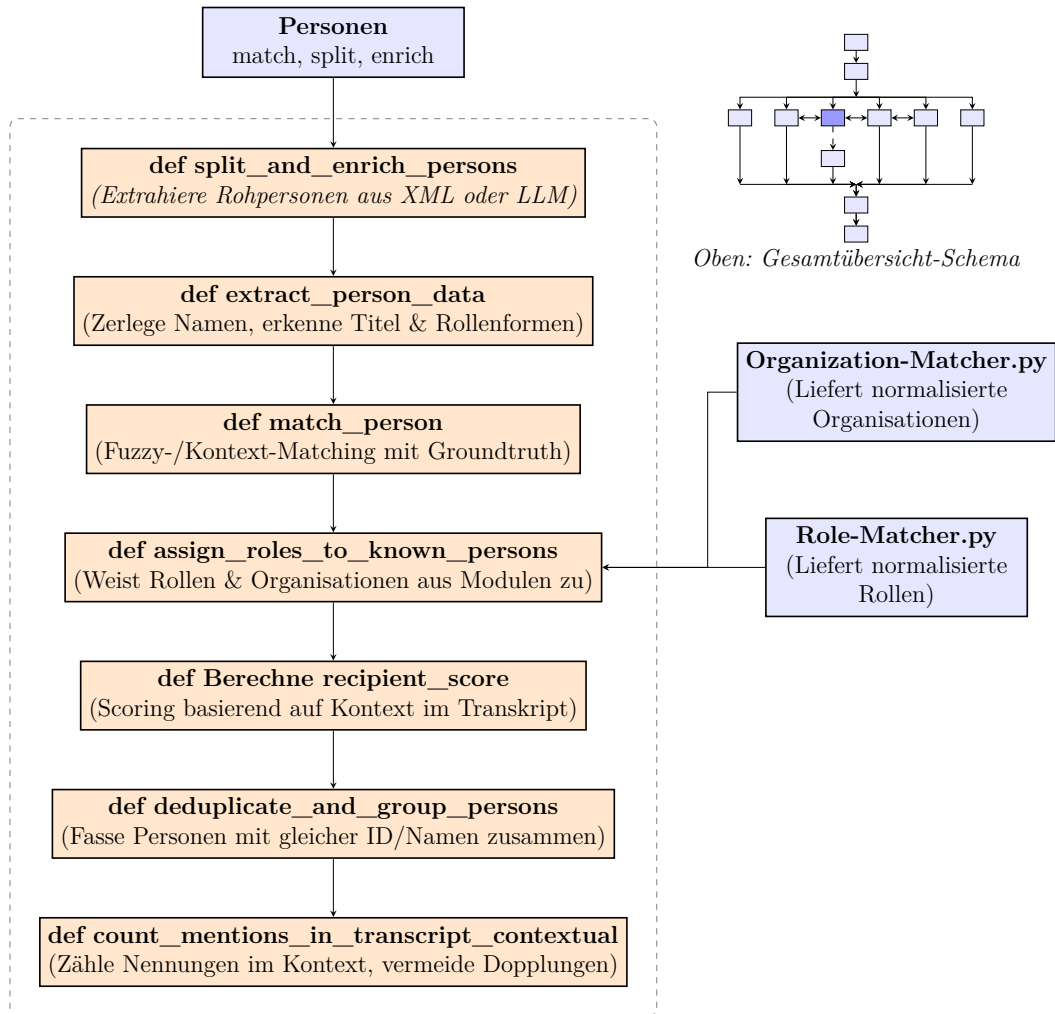 Personen
match, split, enrich
def split_and_enrich_persons
(Extrahiere Rohpersonen aus XML oder LLM)
def extract_person_data
(Zerlege Namen, erkenne Titel & Rollenformen)
def match_person
(Fuzzy-/Kontext-Matching mit Groundtruth)
def assign_roles_to_known_persons
(Weist Rollen & Organisationen aus Modulen zu)
def Berechne recipient_score
(Scoring basierend auf Kontext im Transkript)
def deduplicate_and_group_persons
(Fasse Personen mit gleicher ID/Namen zusammen)
def count_mentions_in_transcript_contextual
(Zähle Nennungen im Kontext, vermeide Dopplungen)
Oben: Gesamtübersicht-Schema
Organization-Matcher.py
(Liefert normalisierte
Organisationen)
Role-Matcher.py
(Liefert normalisierte
Rollen)